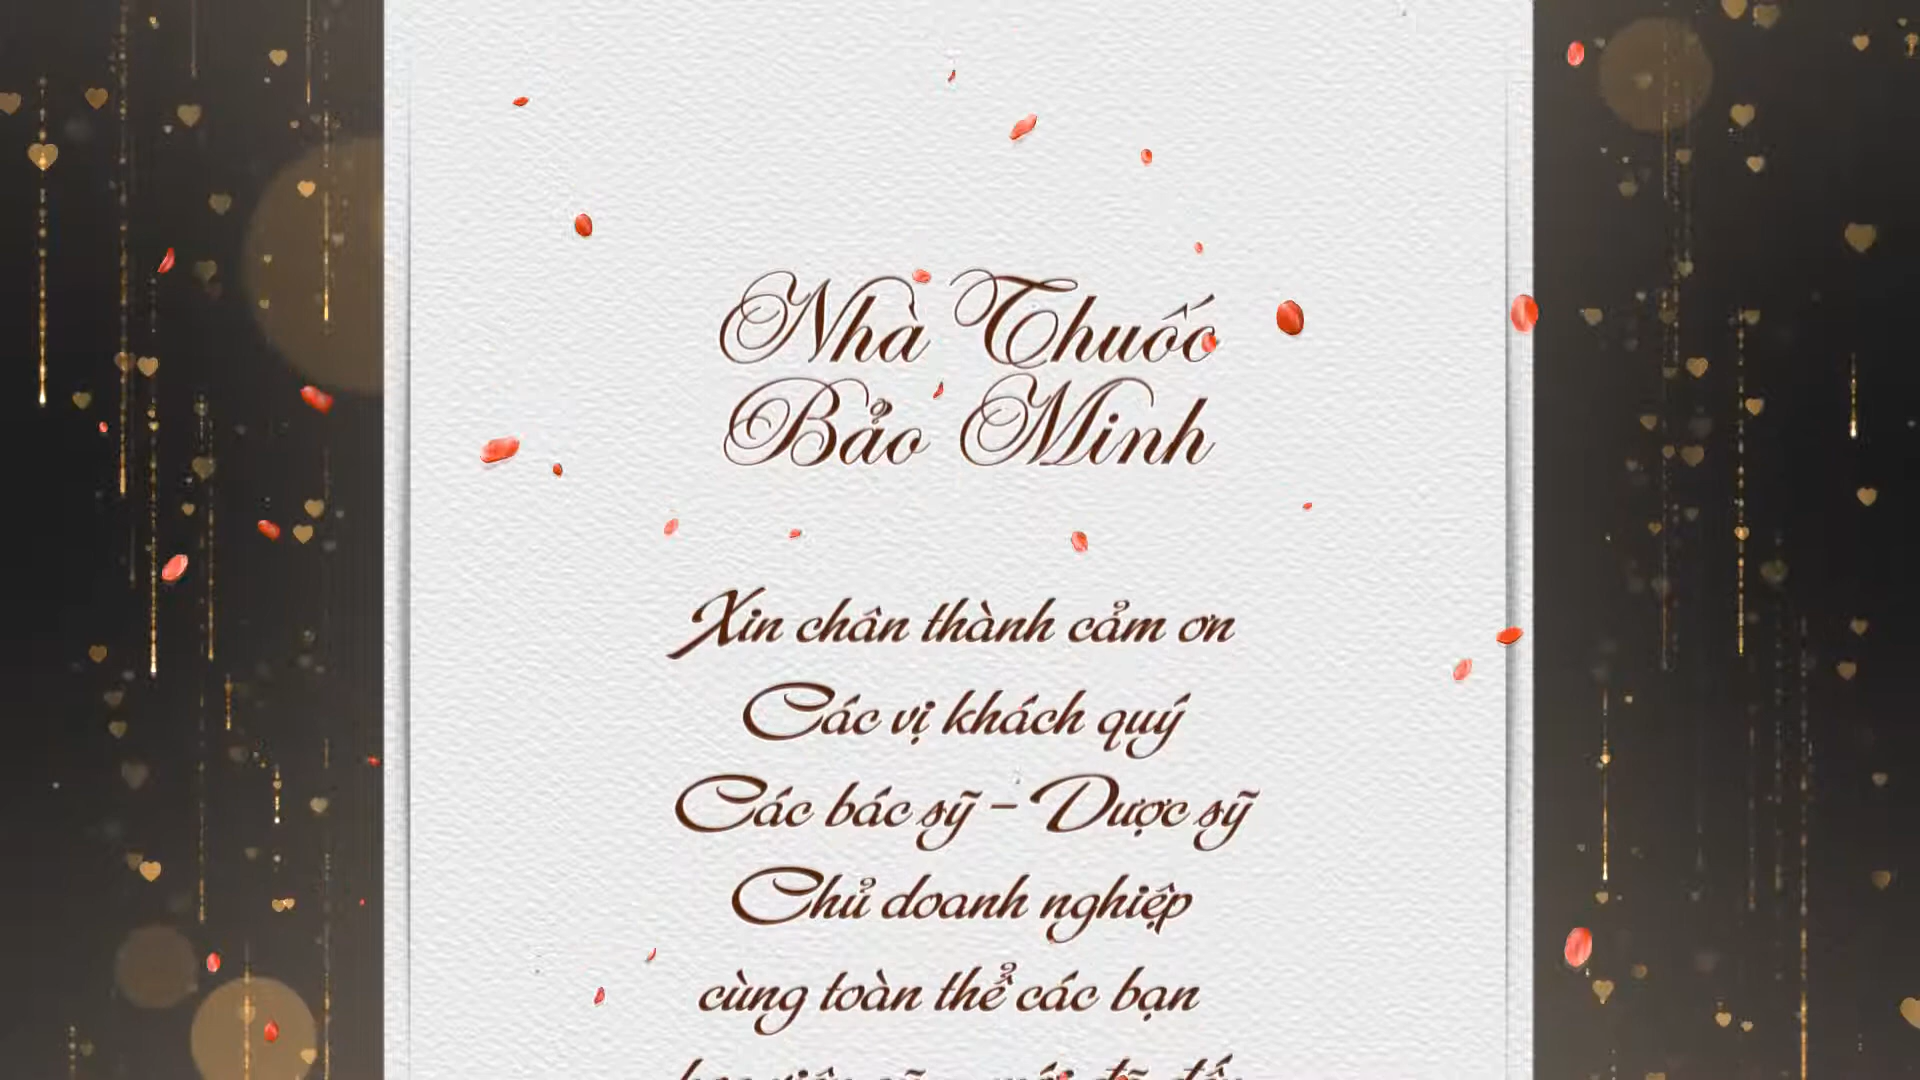 Nhà Thuốc
Bảo Minh
Xin chân thành cảm ơn
Các vị khách quý
Các bác sỹ – Dược sỹ
Chủ doanh nghiệp
cùng toàn thể các bạn